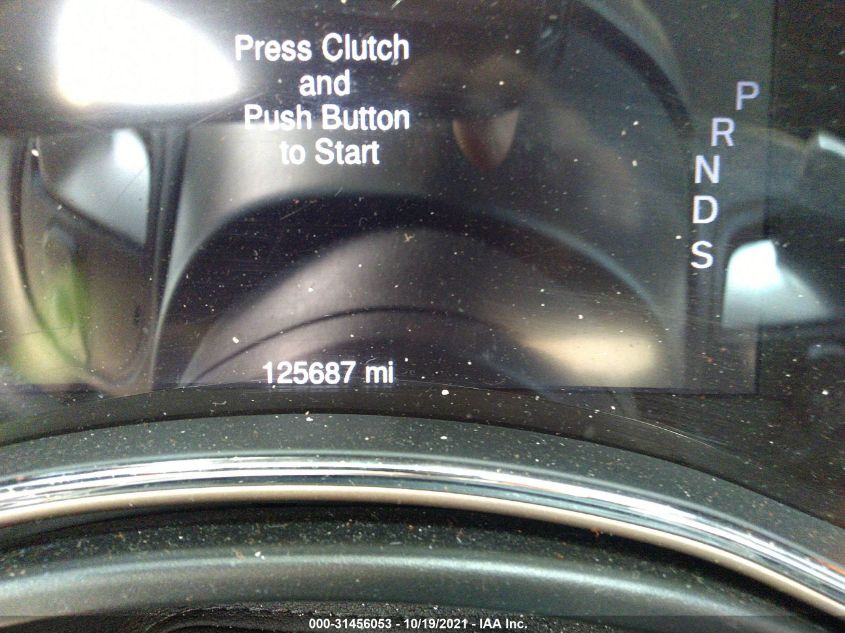 Press Clutch
and
Push Button
to Start
P
R
N
D
S
125687 mi
000-31456053 - 10/19/2021 - IAA Inc.